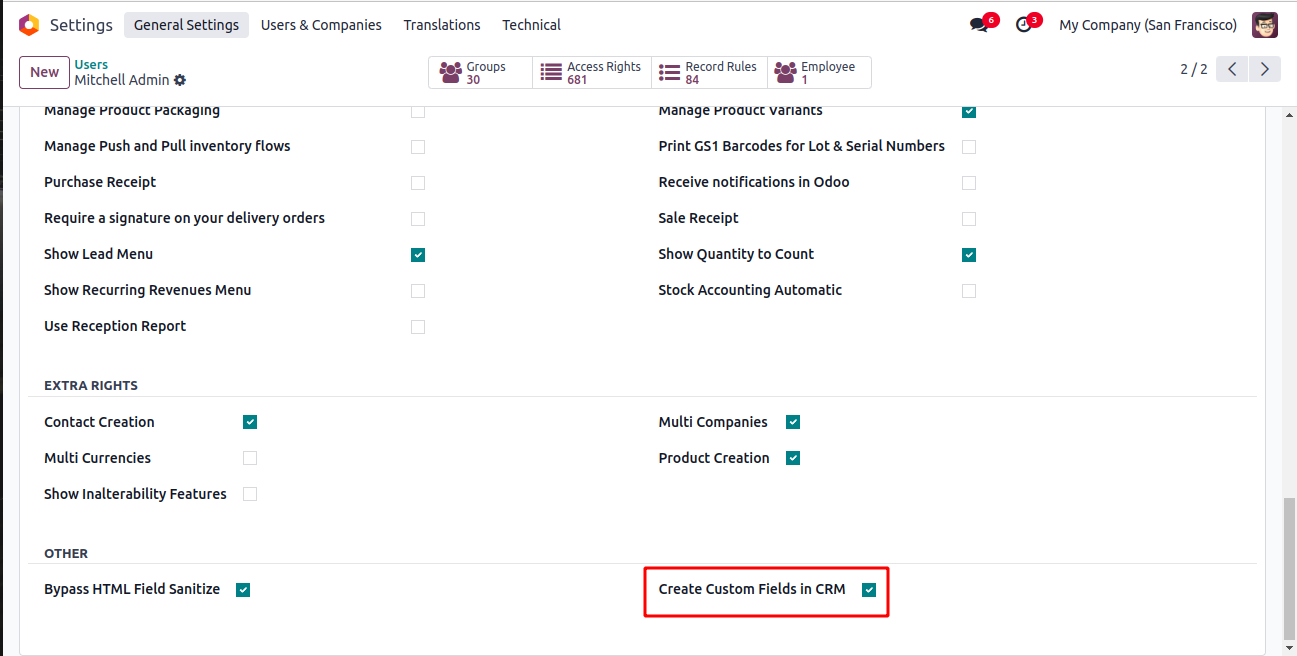 Settings General Settings Users & Companies Translations Technical 6 3 My Company (San Francisco)
New Users Mitchell Admin Groups 30 Access Rights 681 Record Rules 84 Employee 1 2 / 2
Manage Product Packaging Manage Product Variants
Manage Push and Pull inventory flows Print GS1 Barcodes for Lot & Serial Numbers
Purchase Receipt Receive notifications in Odoo
Require a signature on your delivery orders Sale Receipt
Show Lead Menu Show Quantity to Count
Show Recurring Revenues Menu Stock Accounting Automatic
Use Reception Report
EXTRA RIGHTS
Contact Creation Multi Companies
Multi Currencies Product Creation
Show Inalterability Features
OTHER
Bypass HTML Field Sanitize Create Custom Fields in CRM